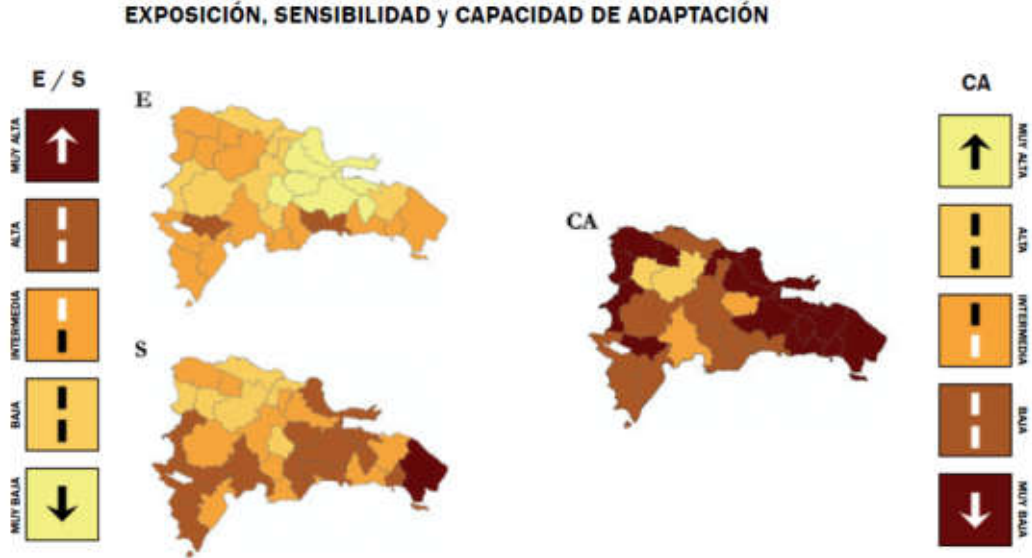 EXPOSICIÓN, SENSIBILIDAD y CAPACIDAD DE ADAPTACIÓN
E / S
MUY ALTA
ALTA
INTERMEDIA
BAJA
MUY BAJA
E
S
CA
CA
MUY ALTA
ALTA
INTERMEDIA
BAJA
MUY BAJA